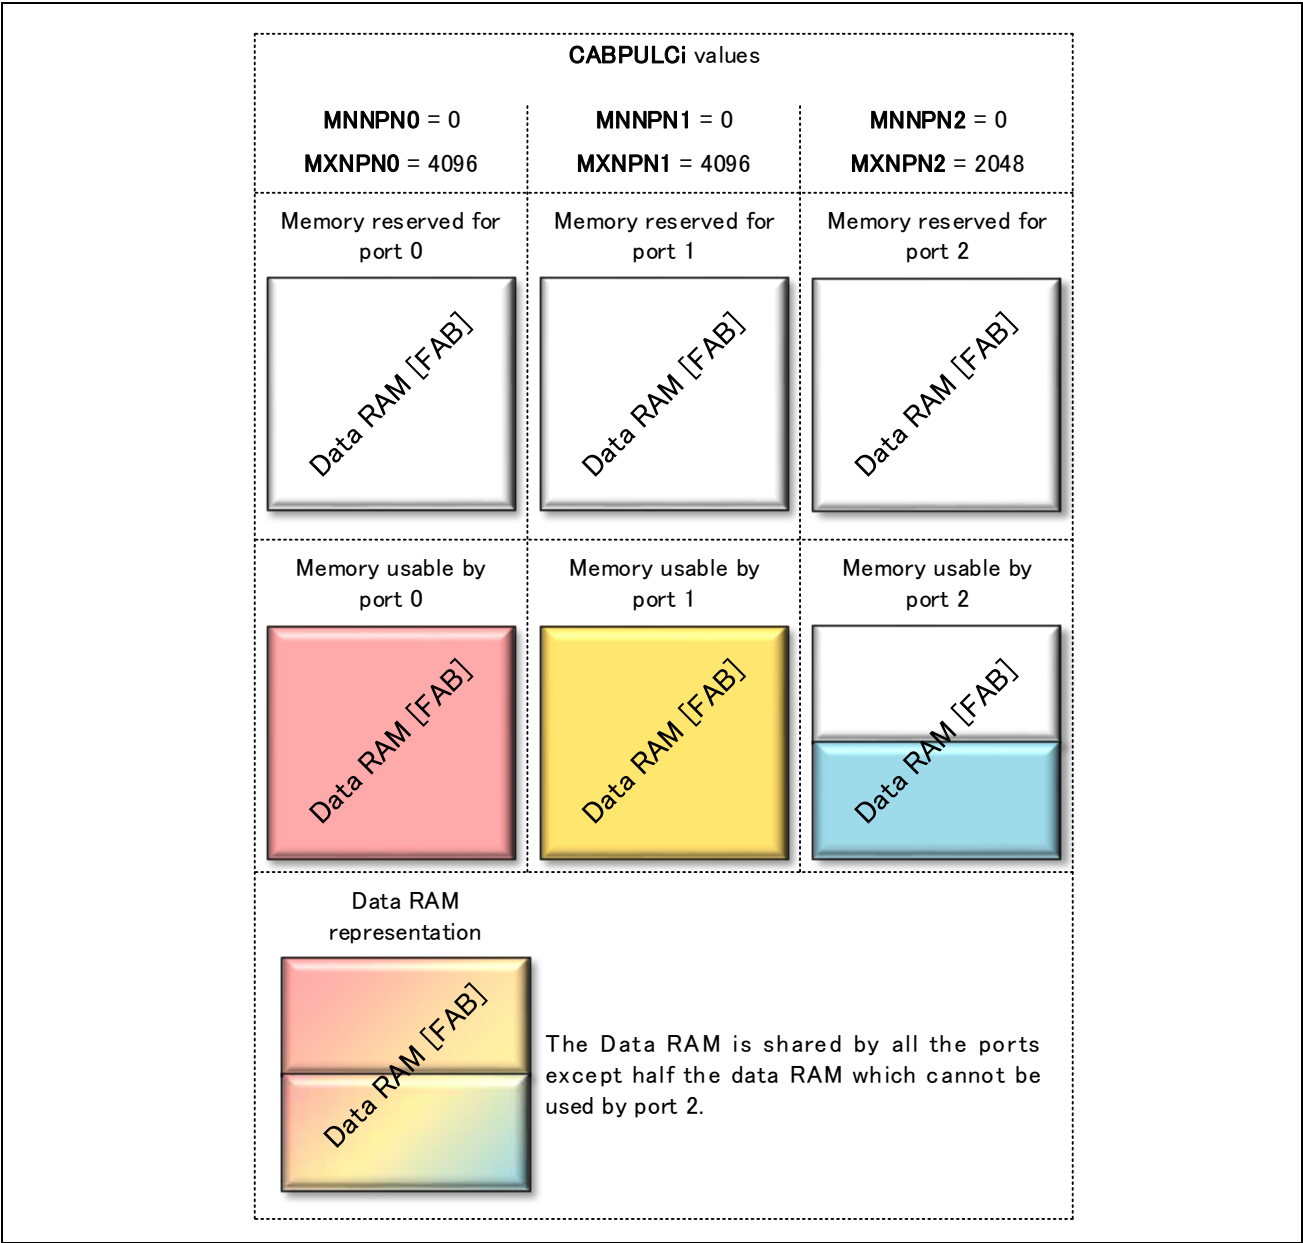 CABPULCi values
MNNPN0 = 0
MNNPN1 = 0
MNNPN2 = 0
MXNPN0 = 4096
MXNPN1 = 4096
MXNPN2 = 2048
Memory reserved for
port 0
Memory reserved for
port 1
Memory reserved for
port 2
Data RAM [FAB]
Data RAM [FAB]
Data RAM [FAB]
Memory usable by
port 0
Memory usable by
port 1
Memory usable by
port 2
Data RAM [FAB]
Data RAM [FAB]
Data RAM [FAB]
Data RAM
representation
Data RAM [FAB]
The Data RAM is shared by all the ports
except half the data RAM which cannot be
used by port 2.